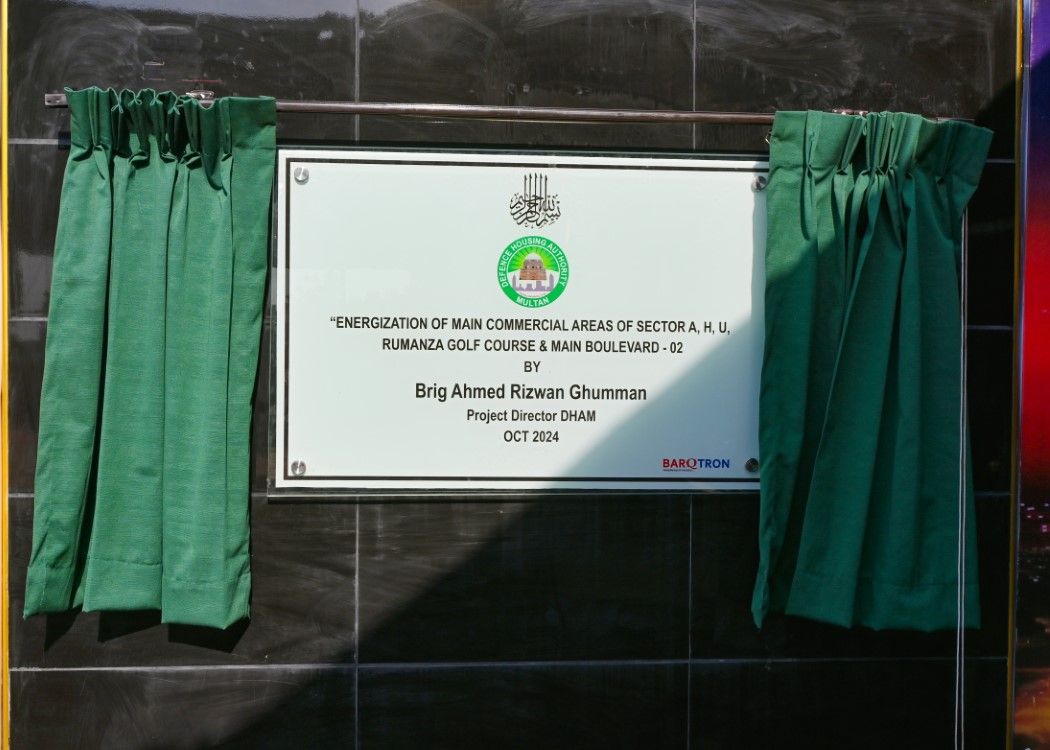 بسم الله الرحمن الرحيم
DEFENCE HOUSING AUTHORITY
MULTAN
“ENERGIZATION OF MAIN COMMERCIAL AREAS OF SECTOR A, H, U,
RUMANZA GOLF COURSE & MAIN BOULEVARD - 02
BY
Brig Ahmed Rizwan Ghumman
Project Director DHAM
OCT 2024
BARQTRON